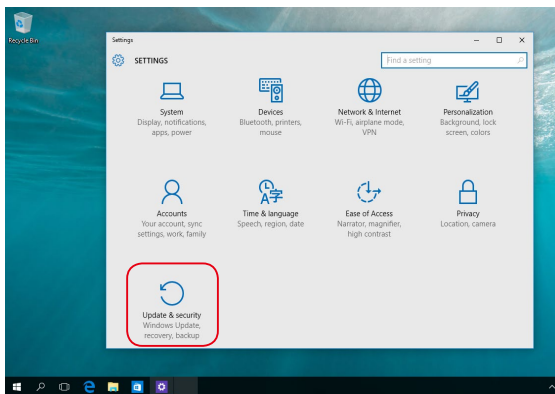 Recycle Bin
Settings
SETTINGS
Find a setting
System
Display, notifications,
apps, power
Devices
Bluetooth, printers,
mouse
Network & Internet
Wi-Fi, airplane mode,
VPN
Personalization
Background, lock
screen, colors
Accounts
Your account, sync
settings, work, family
Time & language
Speech, region, date
Ease of Access
Narrator, magnifier,
high contrast
Privacy
Location, camera
Update & security
Windows Update,
recovery, backup